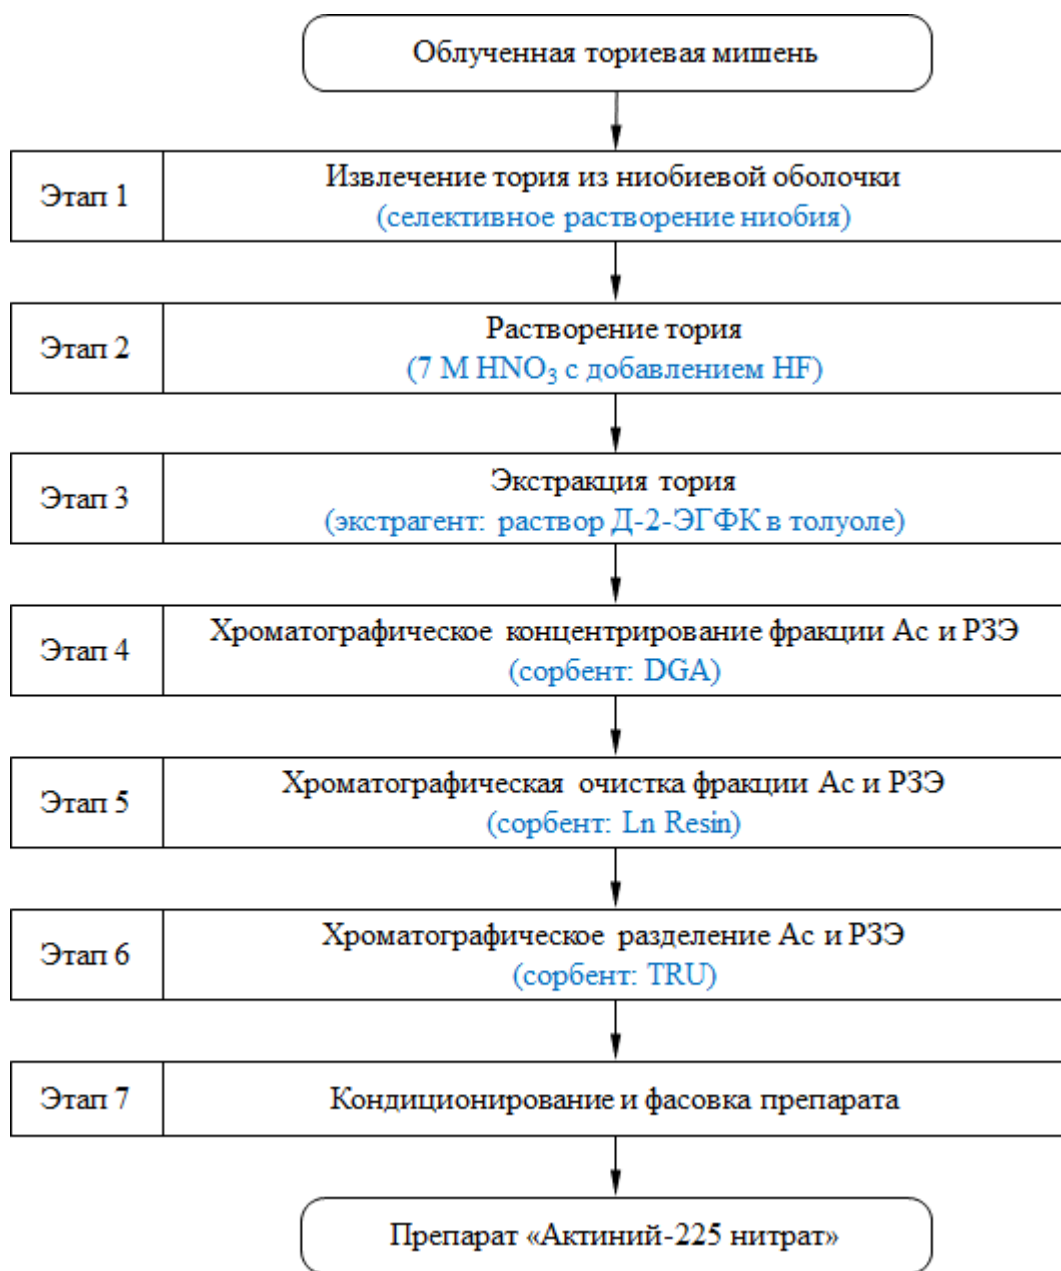 Облученная ториевая мишень
Этап 1
Извлечение тория из ниобиевой оболочки
(селективное растворение ниобия)
Этап 2
Растворение тория
(7 М HNO₃ с добавлением HF)
Этап 3
Экстракция тория
(экстрагент: раствор Д-2-ЭГФК в толуоле)
Этап 4
Хроматографическое концентрирование фракции Ac и РЗЭ
(сорбент: DGA)
Этап 5
Хроматографическая очистка фракции Ac и РЗЭ
(сорбент: Ln Resin)
Этап 6
Хроматографическое разделение Ac и РЗЭ
(сорбент: TRU)
Этап 7
Кондиционирование и фасовка препарата
Препарат «Актиний-225 нитрат»